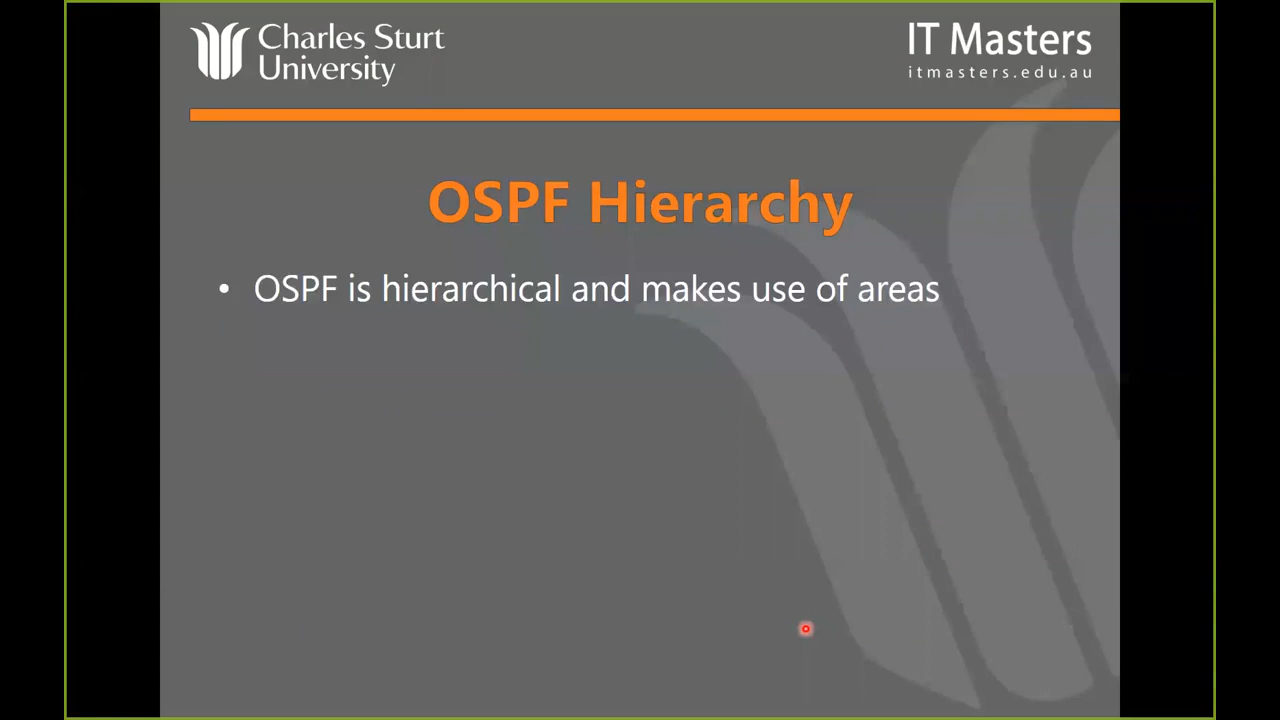 Charles Sturt
University
IT Masters
itmasters.edu.au
OSPF Hierarchy
• OSPF is hierarchical and makes use of areas